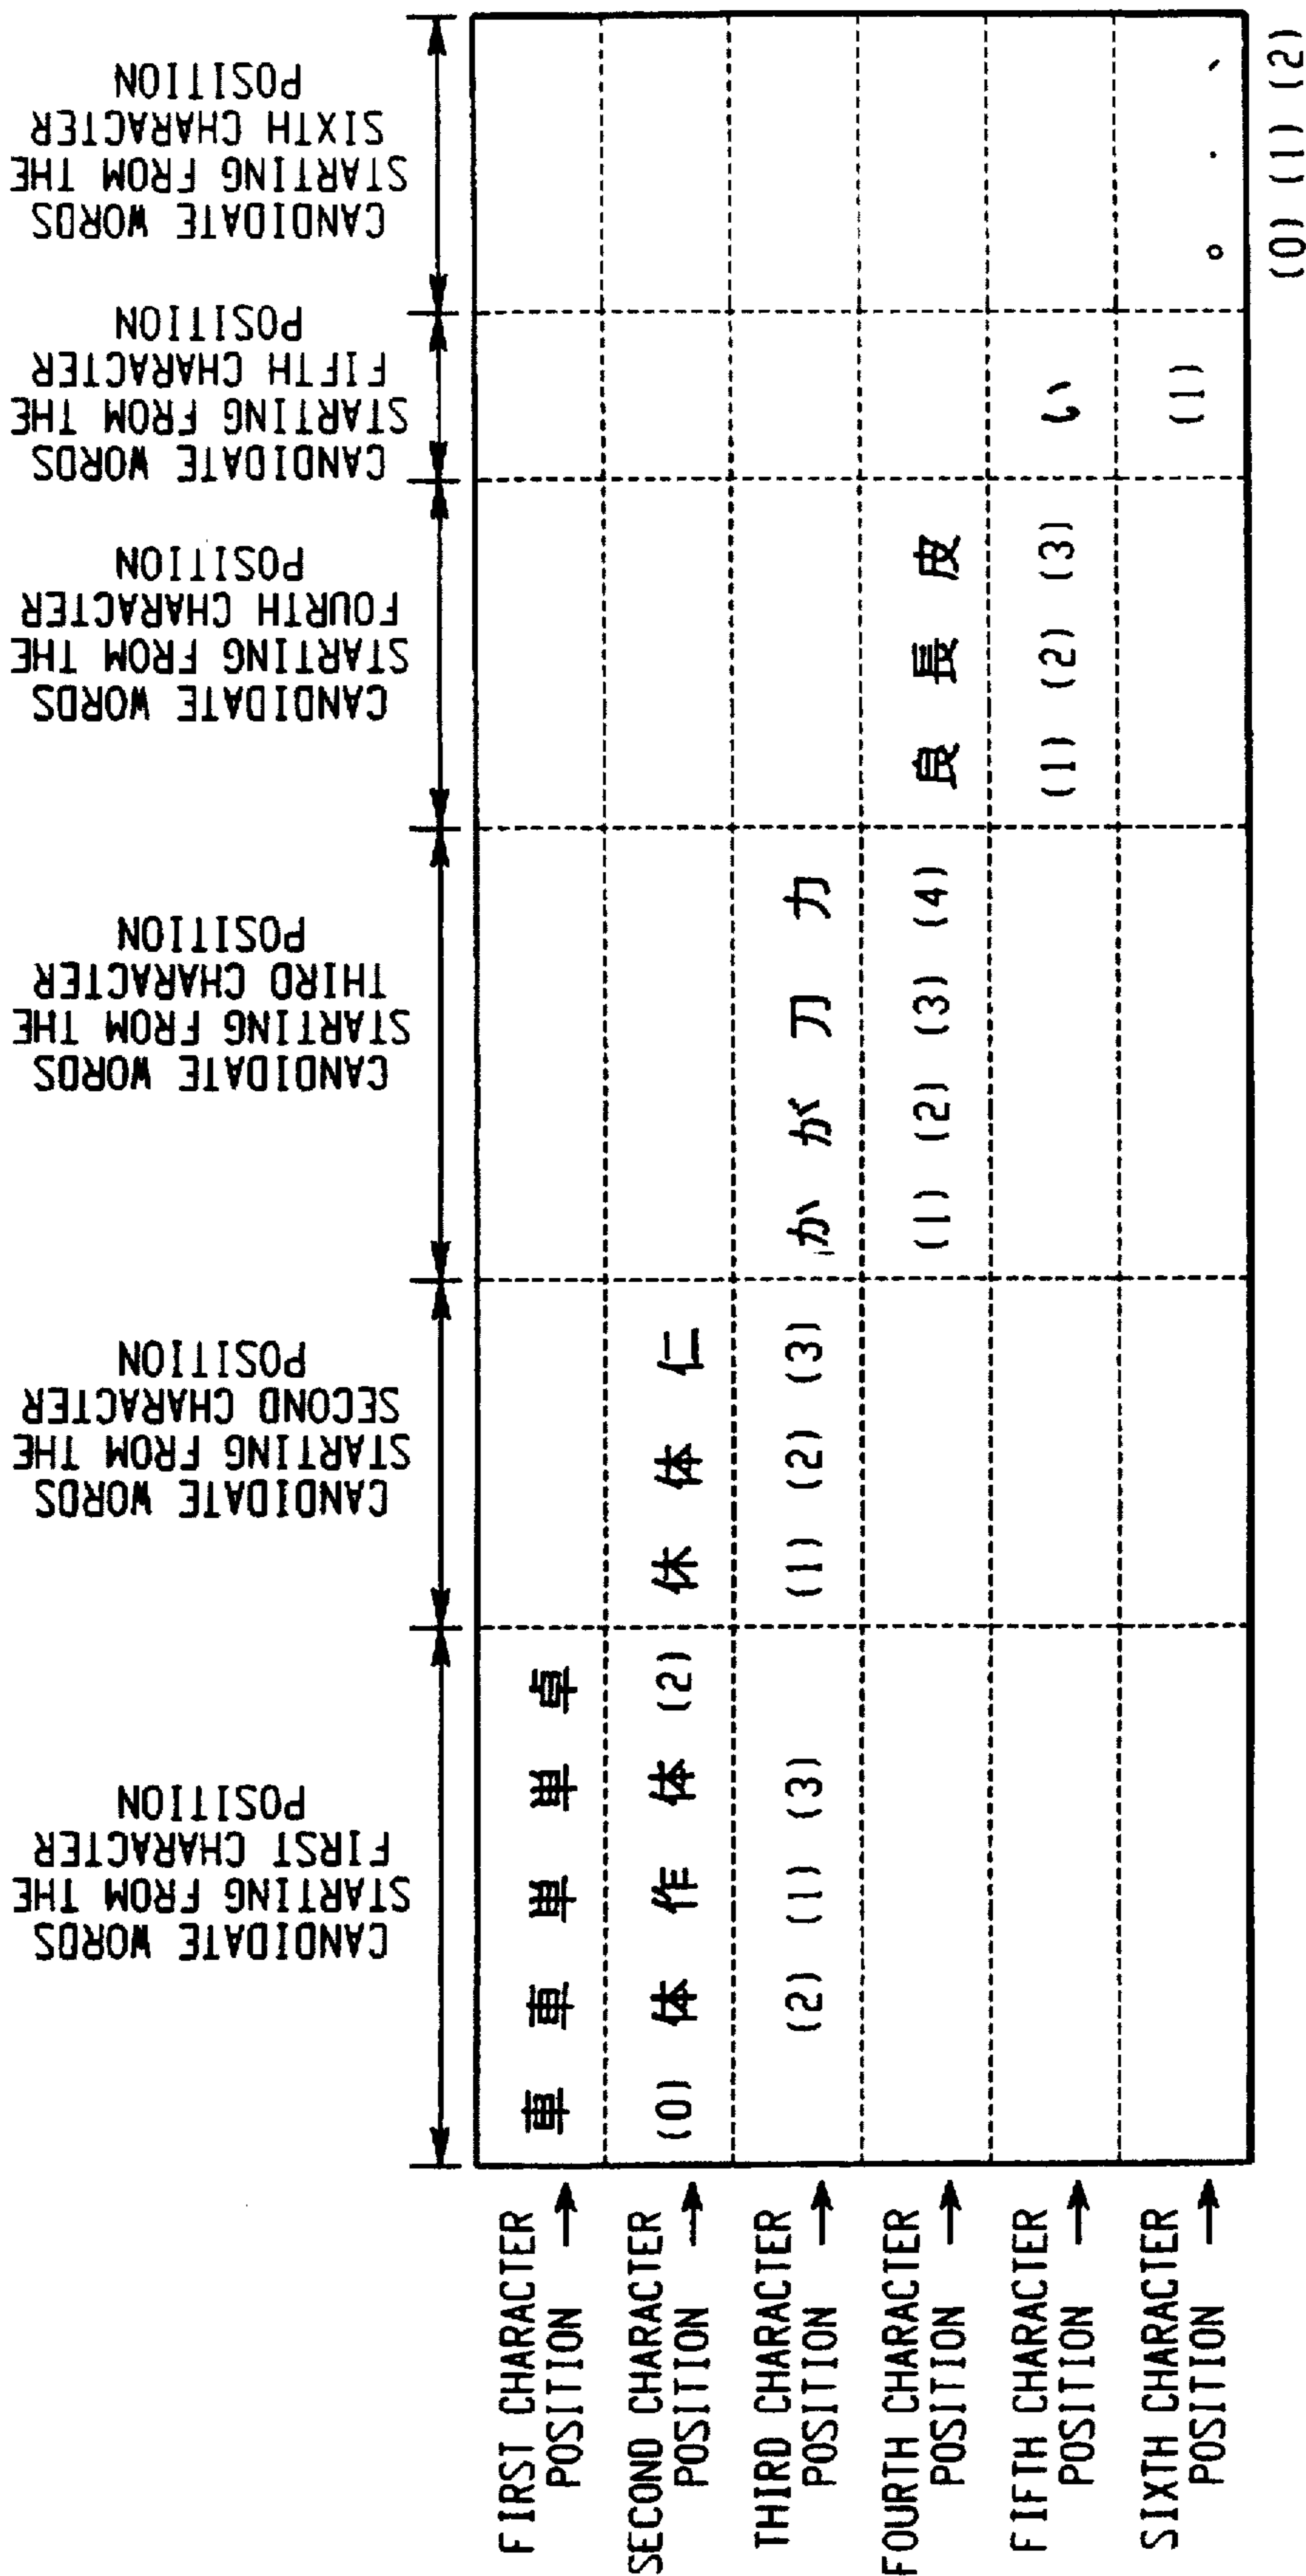 CANDIDATE WORDS
STARTING FROM THE
FIRST CHARACTER
POSITION
CANDIDATE WORDS
STARTING FROM THE
SECOND CHARACTER
POSITION
CANDIDATE WORDS
STARTING FROM THE
THIRD CHARACTER
POSITION
CANDIDATE WORDS
STARTING FROM THE
FOURTH CHARACTER
POSITION
CANDIDATE WORDS
STARTING FROM THE
FIFTH CHARACTER
POSITION
CANDIDATE WORDS
STARTING FROM THE
SIXTH CHARACTER
POSITION
FIRST CHARACTER
POSITION
車 車 単 単 卓
SECOND CHARACTER
POSITION
(0) 体 作 体 (2) 休 体 仁
THIRD CHARACTER
POSITION
(2) (1) (3) (1) (2) (3) か が 刀 力
FOURTH CHARACTER
POSITION
(1) (2) (3) (4) 良 長 皮
FIFTH CHARACTER
POSITION
(1) (2) (3) い
SIXTH CHARACTER
POSITION
(1) 。 . 、
(0) (1) (2)